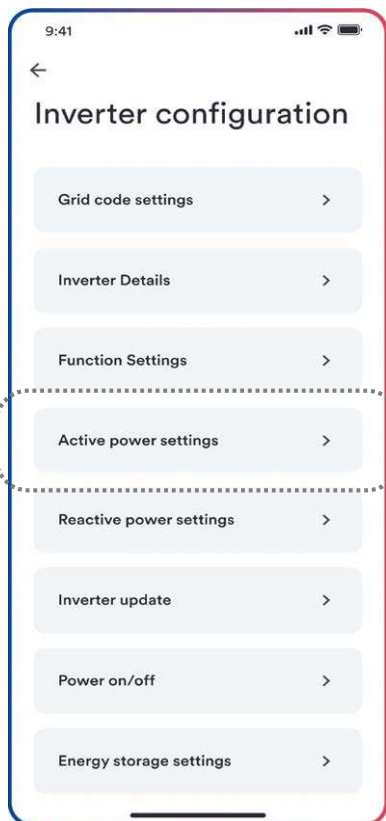 9:41
Inverter configuration
Grid code settings
Inverter Details
Function Settings
Active power settings
Reactive power settings
Inverter update
Power on/off
Energy storage settings